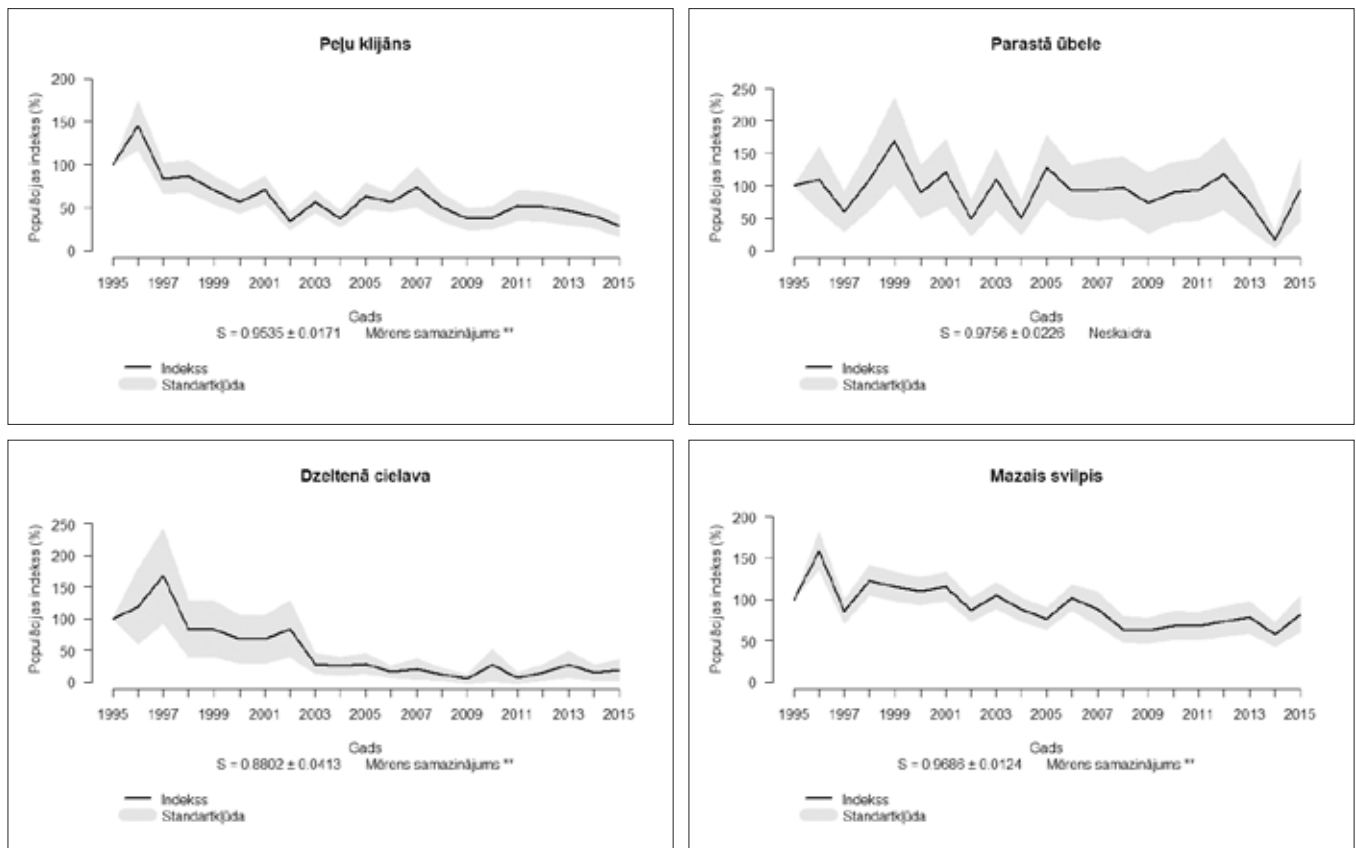 Peļu klijāns
Populācijas indekss (%)
200
150
100
50
0
1995 1997 1999 2001 2003 2005 2007 2009 2011 2013 2015
Gads
S = 0.9535 ± 0.0171 Mērens samazinājums **
Indekss
Standartkļūda
Parastā ūbele
Populācijas indekss (%)
250
200
150
100
50
0
1995 1997 1999 2001 2003 2005 2007 2009 2011 2013 2015
Gads
S = 0.9756 ± 0.0226 Neskaidra
Indekss
Standartkļūda
Dzeltenā cielava
Populācijas indekss (%)
250
200
150
100
50
0
1995 1997 1999 2001 2003 2005 2007 2009 2011 2013 2015
Gads
S = 0.8802 ± 0.0413 Mērens samazinājums **
Indekss
Standartkļūda
Mazais svilpis
Populācijas indekss (%)
200
150
100
50
0
1995 1997 1999 2001 2003 2005 2007 2009 2011 2013 2015
Gads
S = 0.9686 ± 0.0124 Mērens samazinājums **
Indekss
Standartkļūda